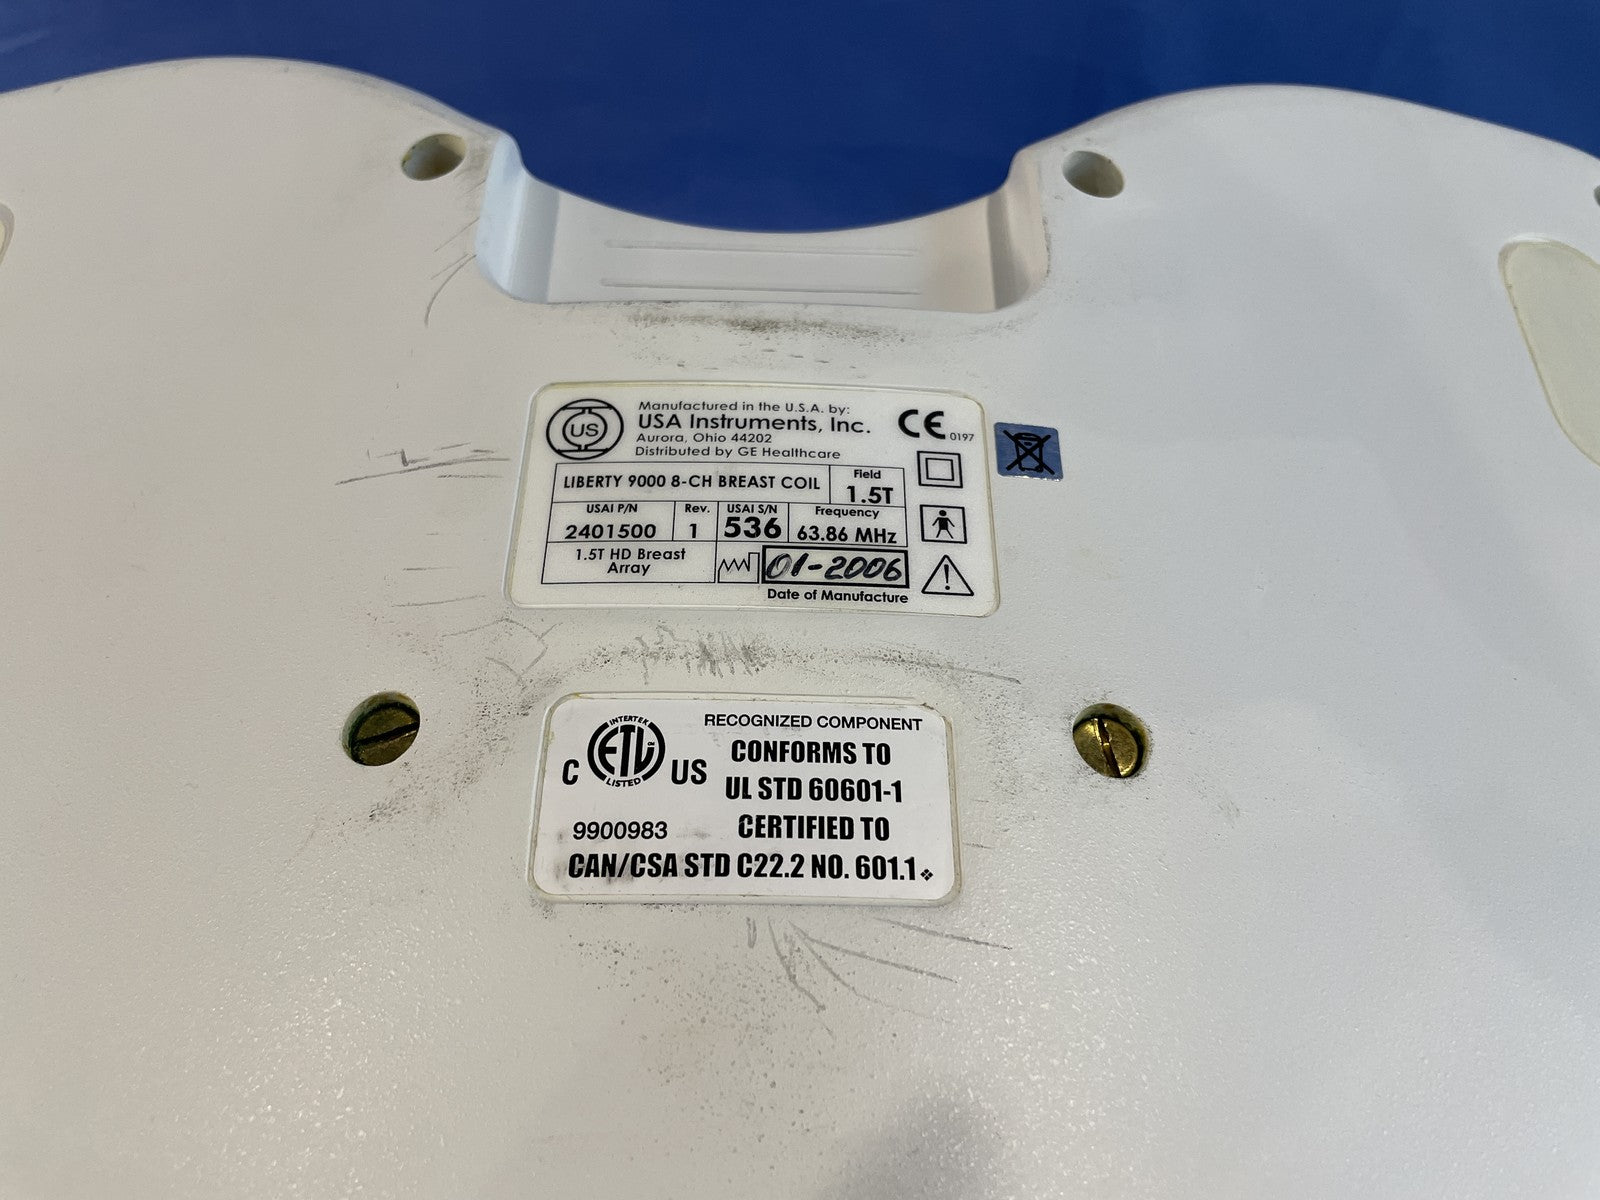 US
Manufactured in the U.S.A. by:
USA Instruments, Inc.
Aurora, Ohio 44202
Distributed by GE Healthcare
CE 0197
LIBERTY 9000 8-CH BREAST COIL
Field
1.5T
USAI P/N
2401500
Rev.
1
USAI S/N
536
Frequency
63.86 MHz
1.5T HD Breast
Array
01-2006
Date of Manufacture
INTERTEK
C ETL US
LISTED
RECOGNIZED COMPONENT
CONFORMS TO
UL STD 60601-1
9900983 CERTIFIED TO
CAN/CSA STD C22.2 NO. 601.1